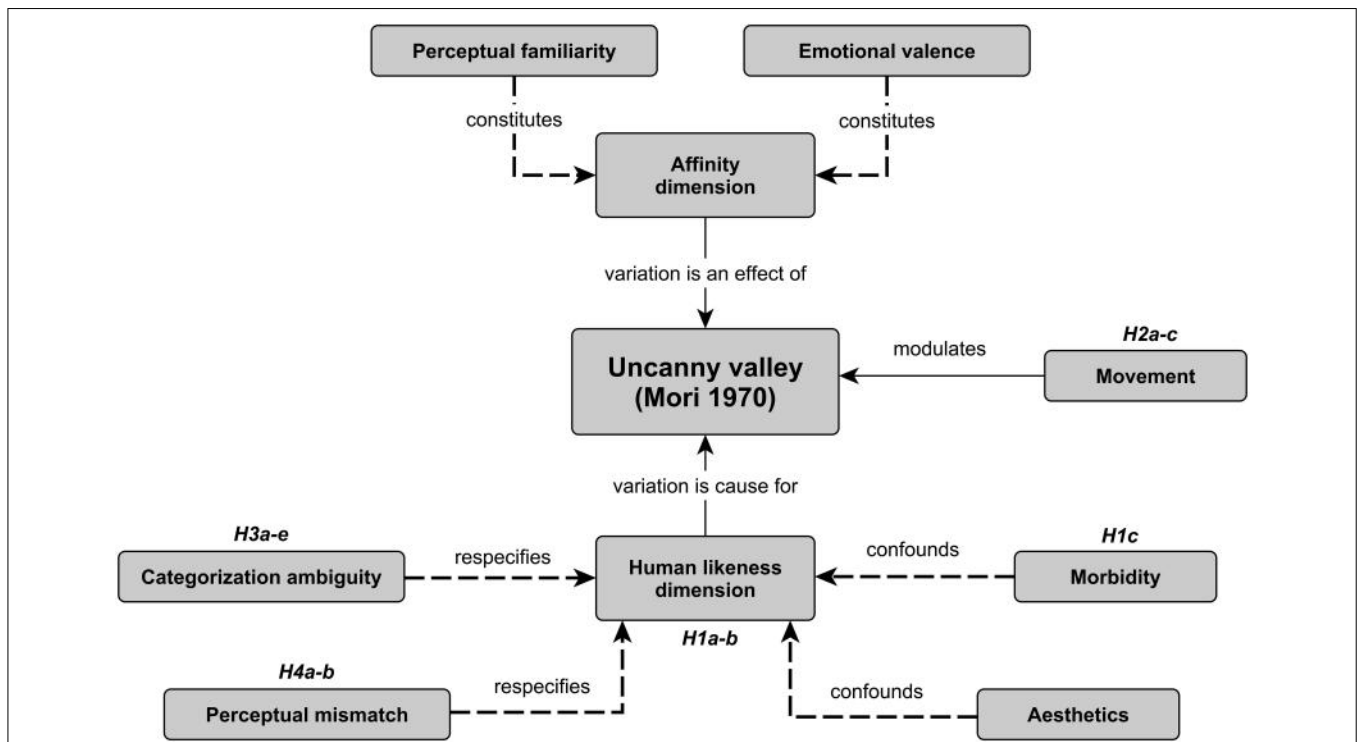 Perceptual familiarity
Emotional valence
constitutes
constitutes
Affinity
dimension
variation is an effect of
Uncanny valley
(Mori 1970)
modulates
H2a-c
Movement
variation is cause for
H3a-e
Categorization ambiguity
respecifies
Human likeness
dimension
H1a-b
confounds
H1c
Morbidity
H4a-b
Perceptual mismatch
respecifies
confounds
Aesthetics